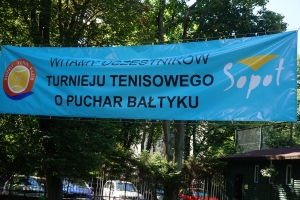 WITAMY UCZESTNIKÓW
TURNIEJU TENISOWEGO
O PUCHAR BAŁTYKU
Sopot